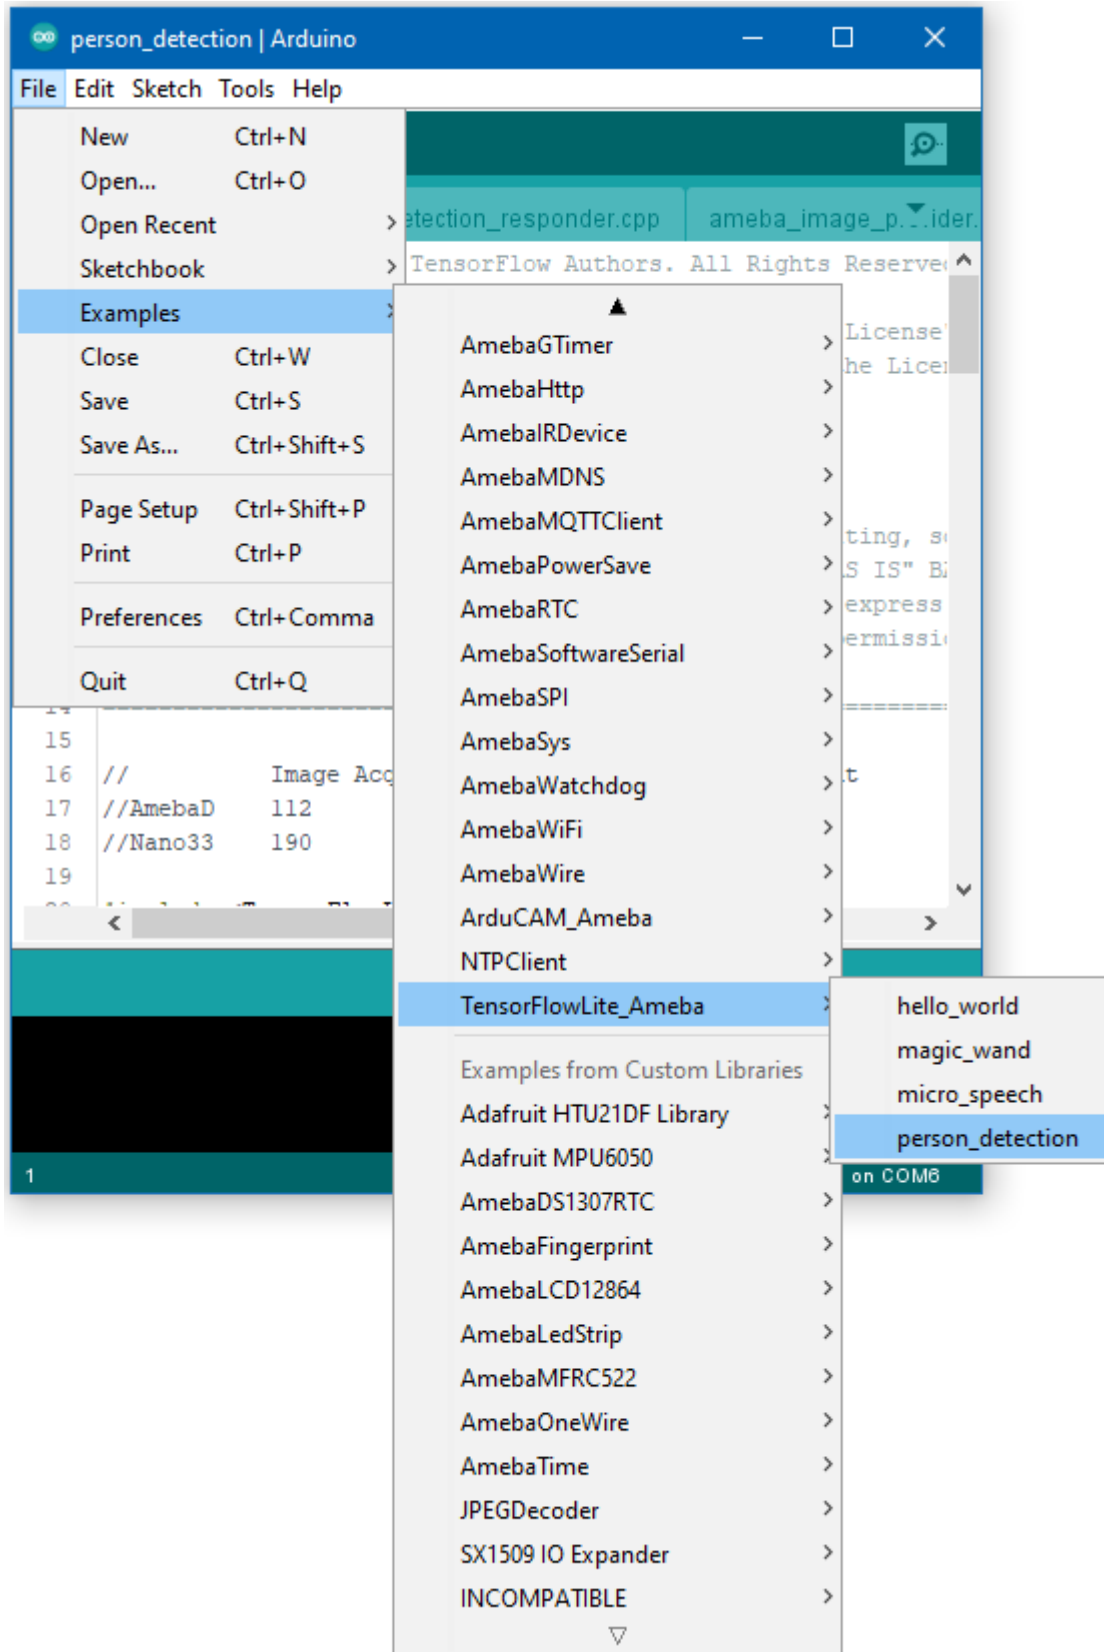 person_detection | Arduino
File Edit Sketch Tools Help
New Ctrl+N
Open... Ctrl+O
Open Recent
Sketchbook
Examples
Close Ctrl+W
Save Ctrl+S
Save As... Ctrl+Shift+S
Page Setup Ctrl+Shift+P
Print Ctrl+P
Preferences Ctrl+Comma
Quit Ctrl+Q
etection_responder.cpp ameba_image_p ider.
TensorFlow Authors. All Rights Reserve
License
he Lice
ting, s
S IS" B
express
ermissi
14 ==========
15
16 // Image Acq t
17 //AmebaD 112
18 //Nano33 190
19
AmebaGTimer
AmebaHttp
AmebaIRDevice
AmebaMDNS
AmebaMQTTClient
AmebaPowerSave
AmebaRTC
AmebaSoftwareSerial
AmebaSPI
AmebaSys
AmebaWatchdog
AmebaWiFi
AmebaWire
ArduCAM_Ameba
NTPClient
TensorFlowLite_Ameba
Examples from Custom Libraries
Adafruit HTU21DF Library
Adafruit MPU6050
AmebaDS1307RTC
AmebaFingerprint
AmebaLCD12864
AmebaLedStrip
AmebaMFRC522
AmebaOneWire
AmebaTime
JPEGDecoder
SX1509 IO Expander
INCOMPATIBLE
hello_world
magic_wand
micro_speech
person_detection
1 on COM6